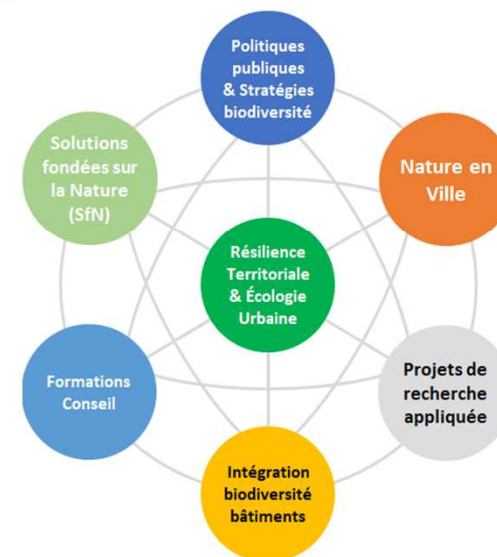 Politiques
publiques
& Stratégies
biodiversité
Solutions
fondées sur
la Nature
(SfN)
Nature en
Ville
Résilience
Territoriale
& Écologie
Urbaine
Formations
Conseil
Projets de
recherche
appliquée
Intégration
biodiversité
bâtiments